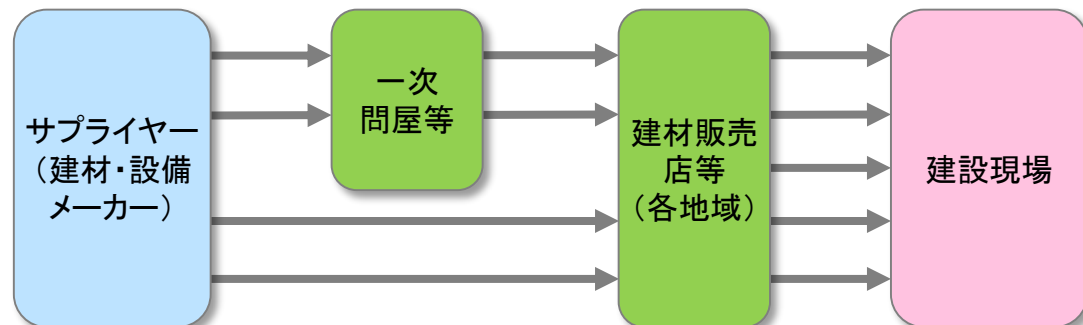 サプライヤー
（建材・設備
メーカー）
一次
問屋等
建材販売
店等
（各地域）
建設現場